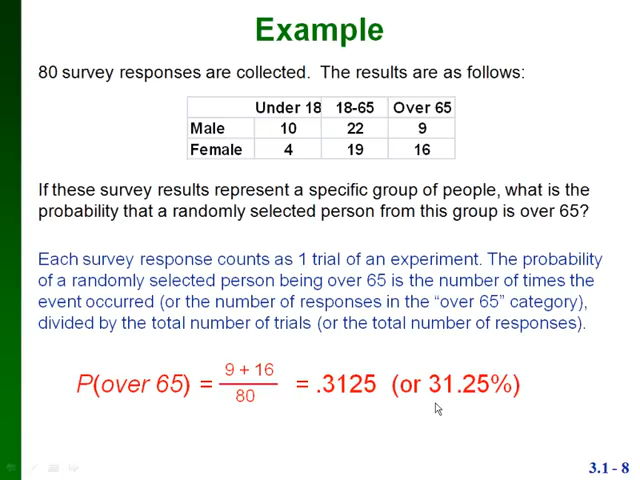 Example
80 survey responses are collected.  The results are as follows:
Under 18 18-65 Over 65
Male 10 22 9
Female 4 19 16
If these survey results represent a specific group of people, what is the
probability that a randomly selected person from this group is over 65?
Each survey response counts as 1 trial of an experiment. The probability
of a randomly selected person being over 65 is the number of times the
event occurred (or the number of responses in the “over 65” category),
divided by the total number of trials (or the total number of responses).
P(over 65) = 9 + 16 / 80 = .3125  (or 31.25%)
3.1 - 8